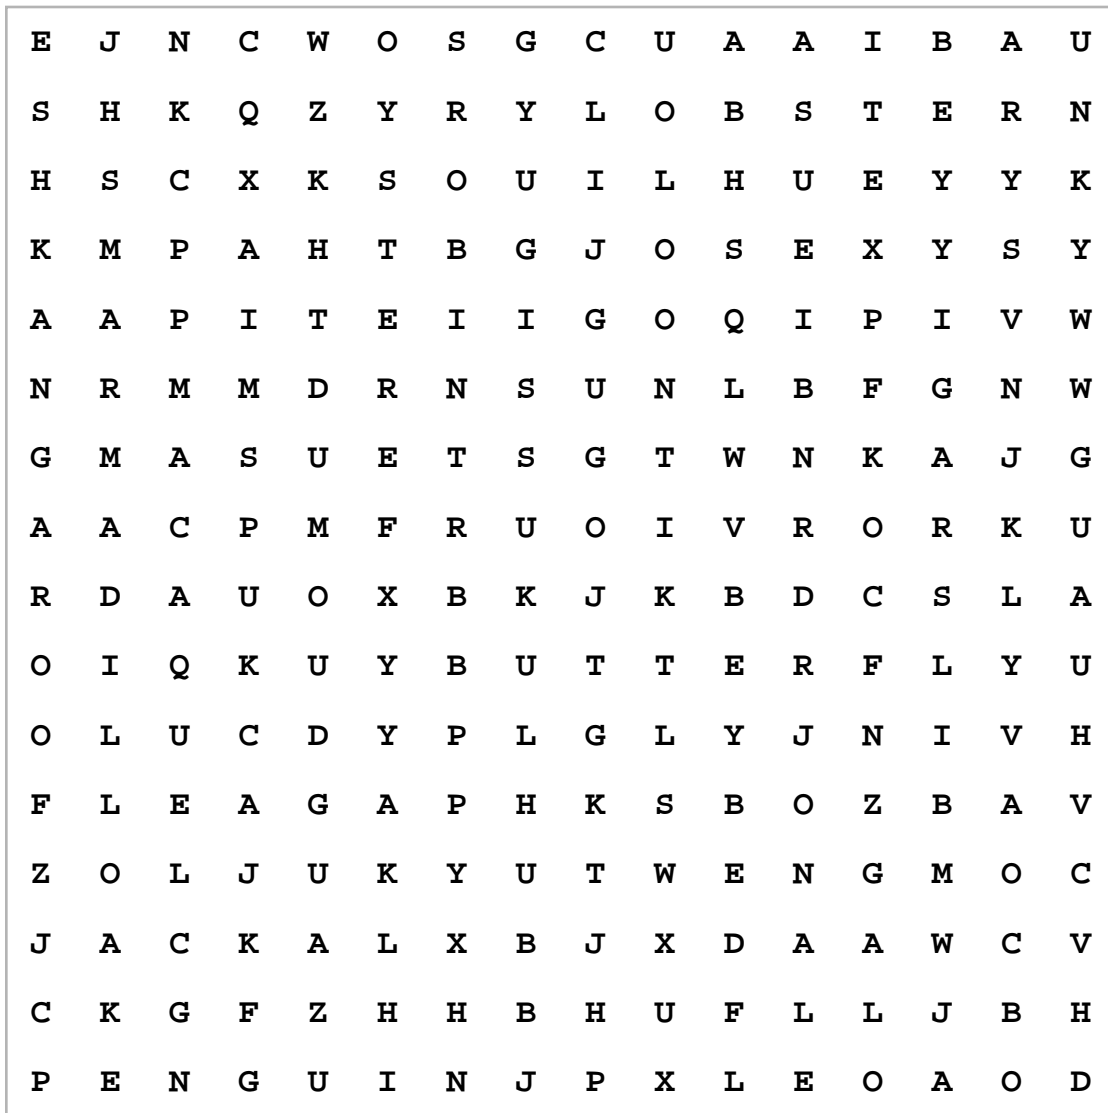 E J N C W O S G C U A A I B A U
S H K Q Z Y R Y L O B S T E R N
H S C X K S O U I L H U E Y Y K
K M P A H T B G J O S E X Y S Y
A A P I T E I I G O Q I P I V W
N R M M D R N S U N L B F G N W
G M A S U E T S G T W N K A J G
A A C P M F R U O I V R O R K U
R D A U O X B K J K B D C S L A
O I Q K U Y B U T T E R F L Y U
O L U C D Y P L G L Y J N I V H
F L E A G A P H K S B O Z B A V
Z O L J U K Y U T W E N G M O C
J A C K A L X B J X D A A W C V
C K G F Z H H B H U F L L J B H
P E N G U I N J P X L E O A O D